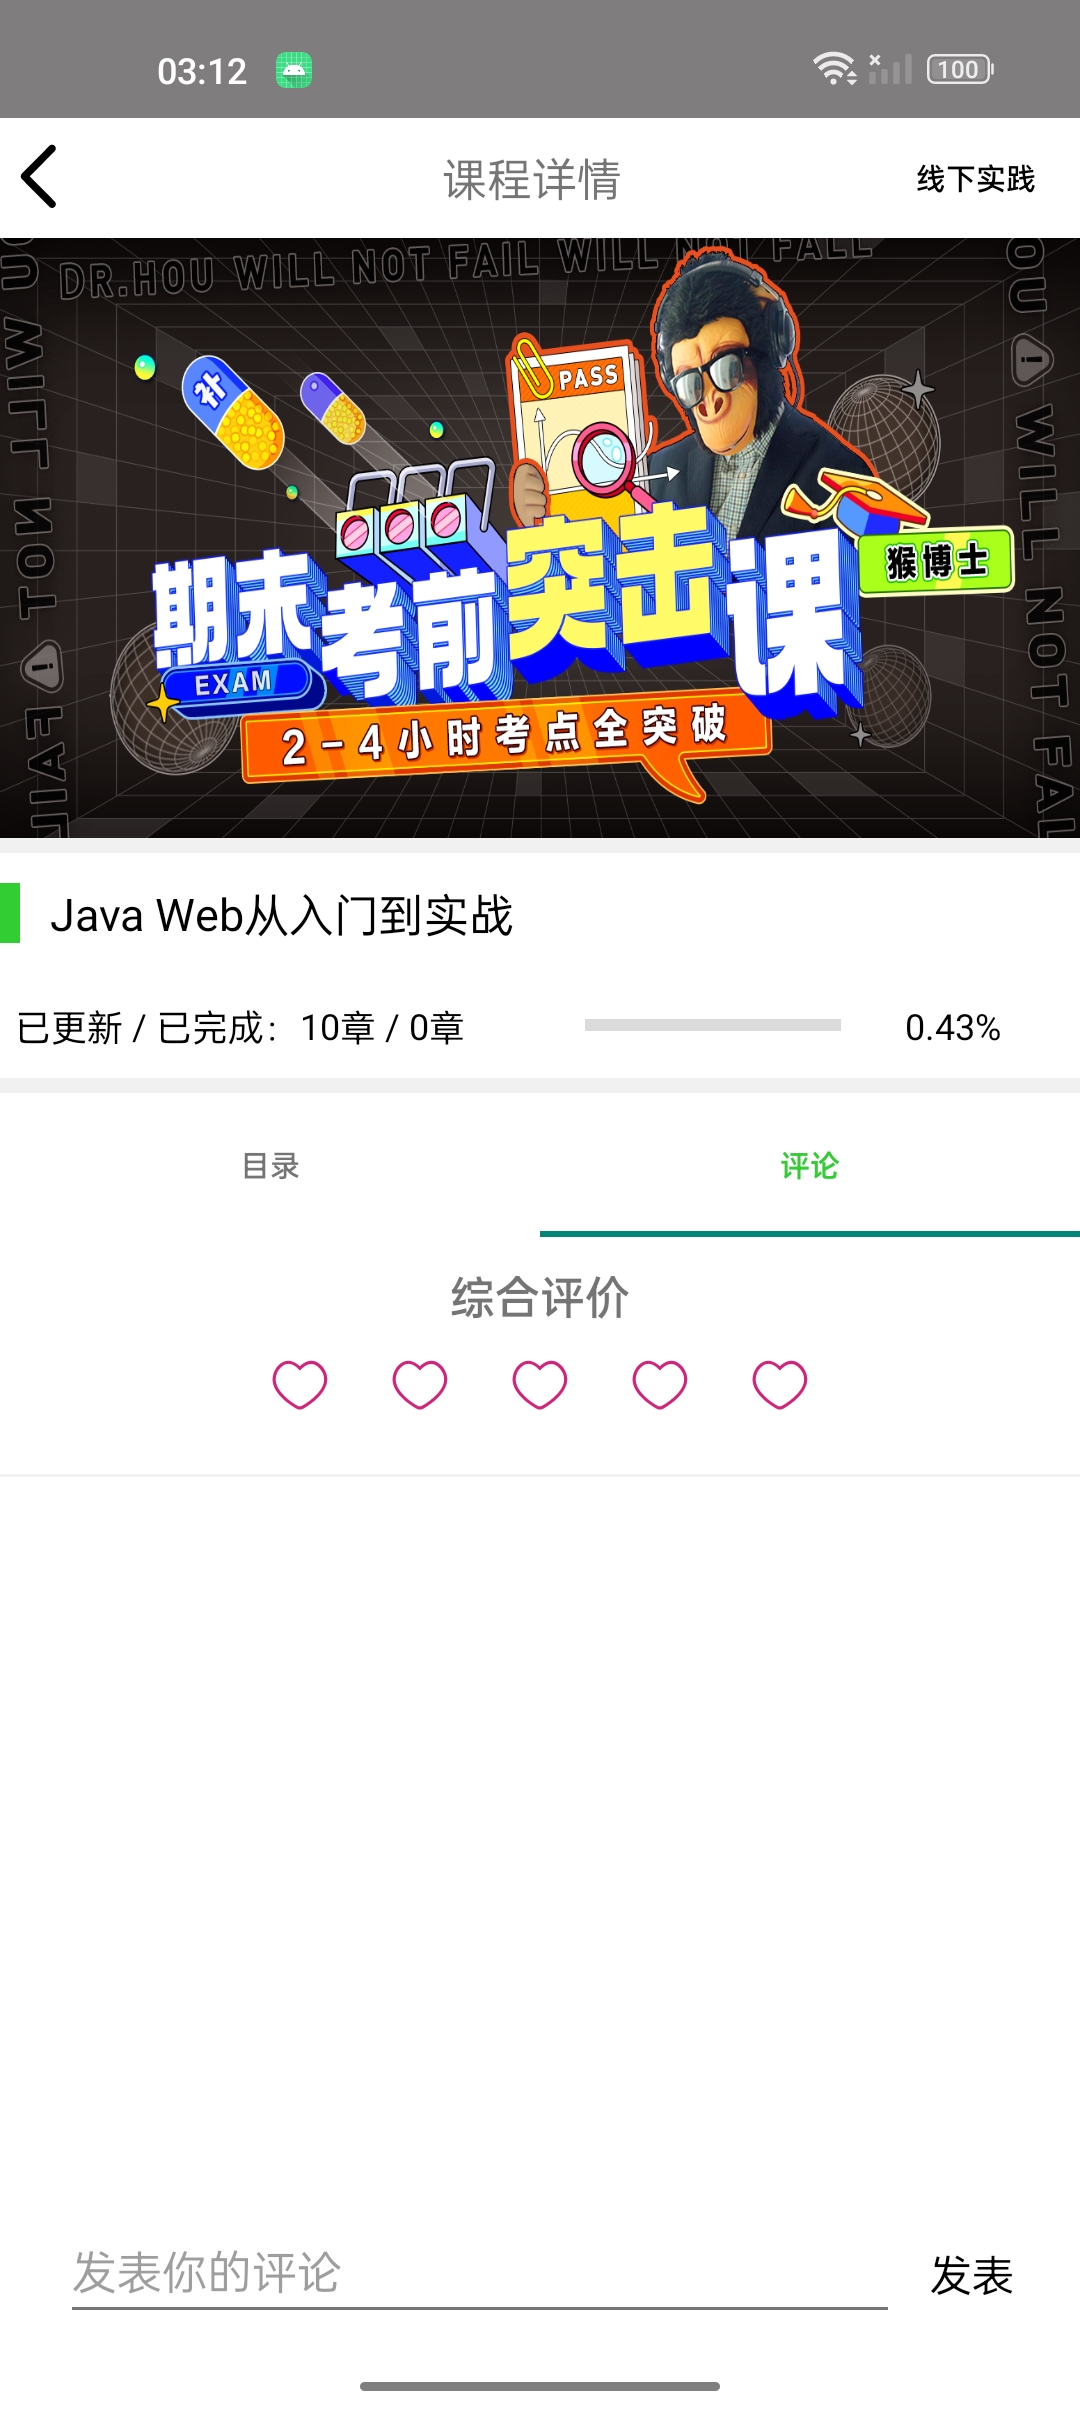 03:12
100
课程详情
线下实践
DR.HOU WILL NOT FAIL WILL NOT FALL
OU WILL NOT FAIL
U WILL NOT FAIL
补
PASS
猴博士
期末考前突击课
EXAM
2-4小时考点全突破
Java Web从入门到实战
已更新 / 已完成：10章 / 0章
0.43%
目录
评论
综合评价
发表你的评论
发表